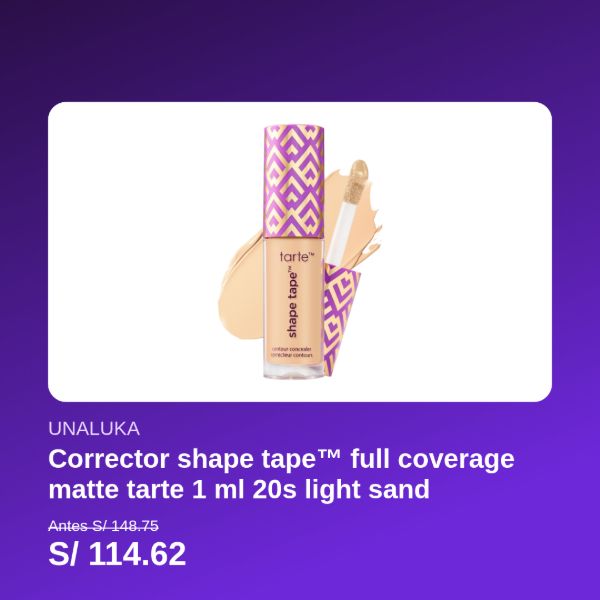 tarte™
shape tape™
contour concealer
correcteur contours
UNALUKA
Corrector shape tape™ full coverage
matte tarte 1 ml 20s light sand
Antes S/ 148.75
S/ 114.62